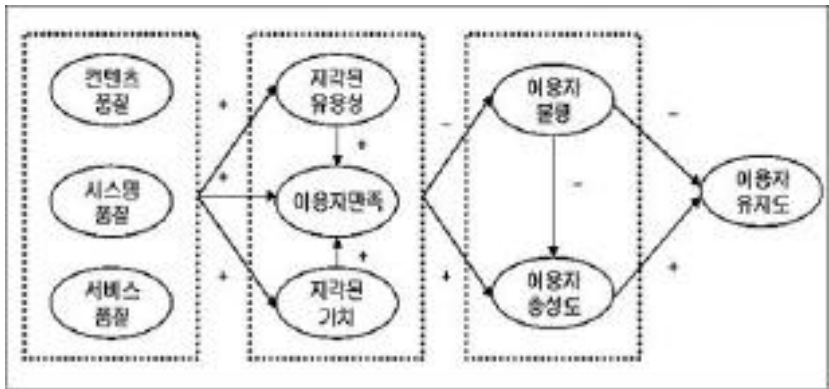 컨텐츠
품질
지각된
유용성
이용자
불평
+
-
-
+
+
시스템
품질
이용자만족
-
이용자
유지도
+
+
-
+
+
서비스
품질
지각된
가치
이용자
충성도